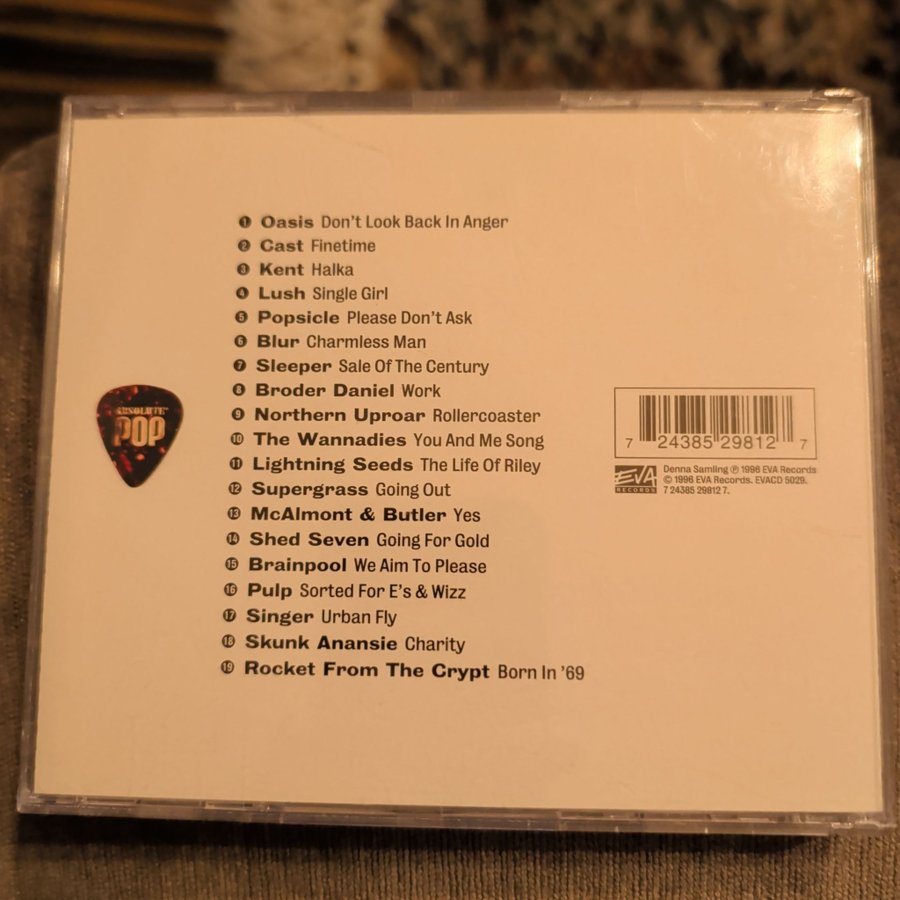 1 Oasis Don't Look Back In Anger
2 Cast Finetime
3 Kent Halka
4 Lush Single Girl
5 Popsicle Please Don't Ask
6 Blur Charmless Man
7 Sleeper Sale Of The Century
8 Broder Daniel Work
9 Northern Uproar Rollercoaster
10 The Wannadies You And Me Song
11 Lightning Seeds The Life Of Riley
12 Supergrass Going Out
13 McAlmont & Butler Yes
14 Shed Seven Going For Gold
15 Brainpool We Aim To Please
16 Pulp Sorted For E's & Wizz
17 Singer Urban Fly
18 Skunk Anansie Charity
19 Rocket From The Crypt Born In '69
ABSOLUTE
POP
7 24385 29812 7
EVA
RECORDS
Denna Samling ℗ 1996 EVA Records
© 1996 EVA Records. EVACD 5029.
7 24385 29812 7.